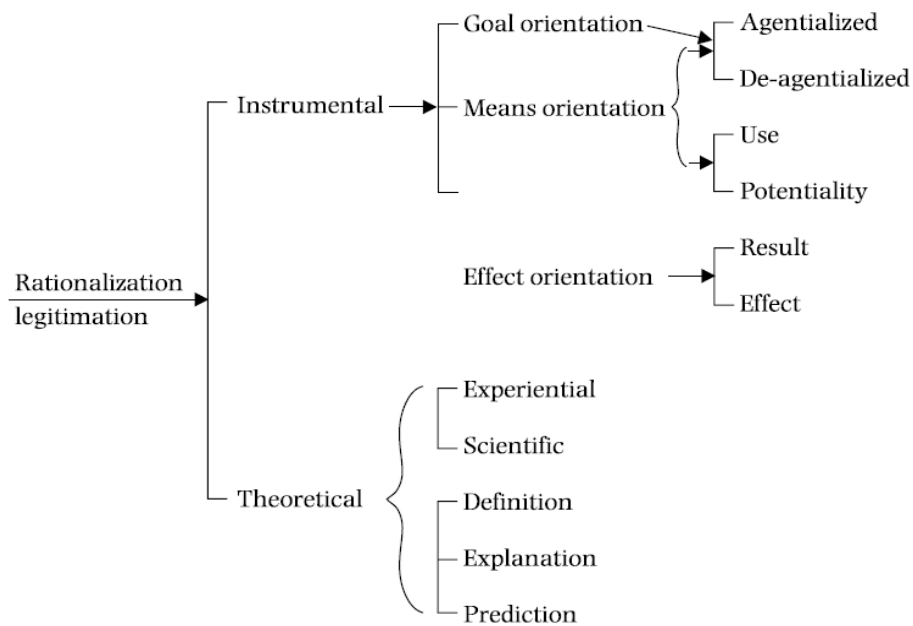 Goal orientation
Agentialized
De-agentialized
Instrumental
Means orientation
Use
Potentiality
Rationalization
legitimation
Effect orientation
Result
Effect
Experiential
Scientific
Theoretical
Definition
Explanation
Prediction